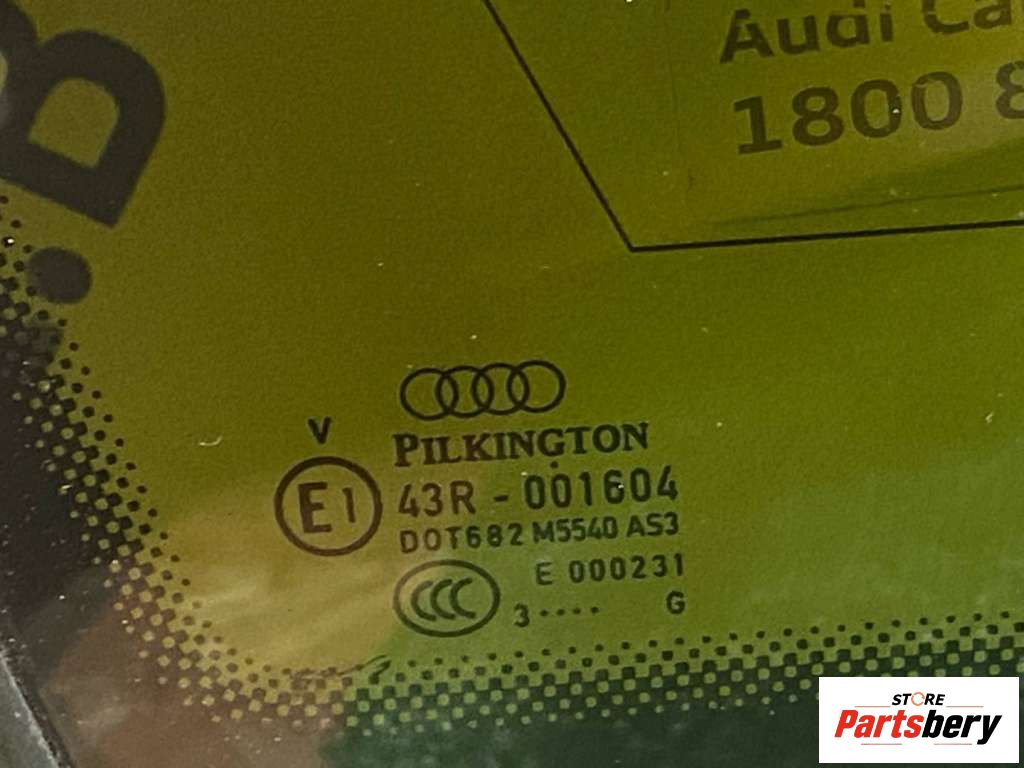 Audi
1800
B
V
PILKINGTON
E1 43R - 001604
DOT682 M5540 AS3
CCC
E 000231
3···· G
STORE
Partsbery